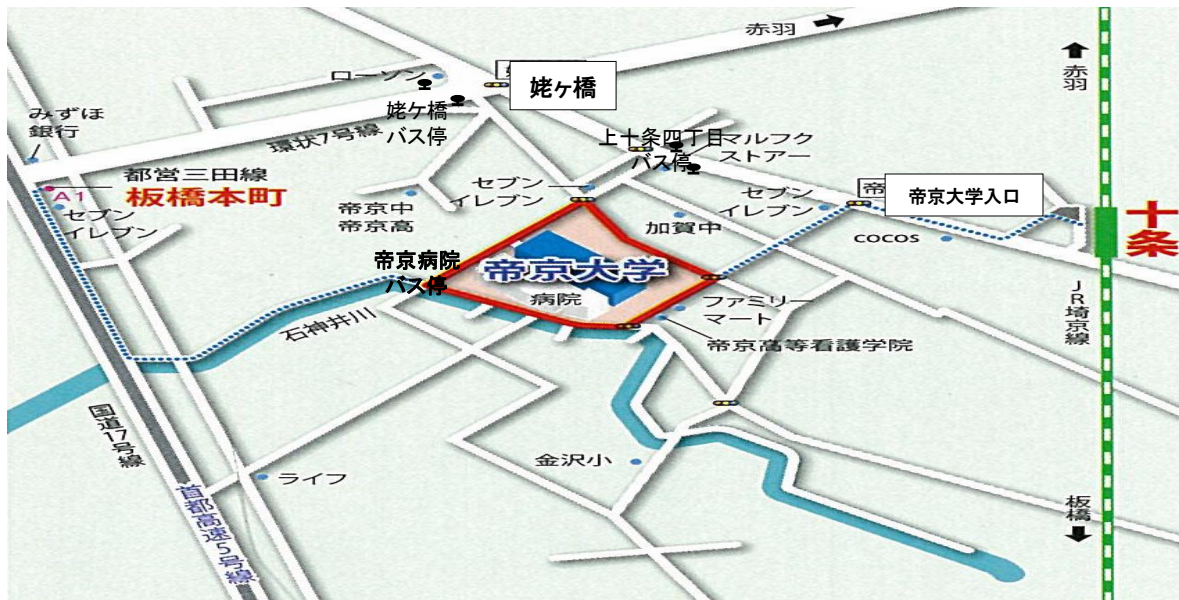 赤羽
赤羽
ローソン
姥ヶ橋
姥ケ橋
バス停
みずほ
銀行
環状7号線
上十条四丁目
バス停
マルフク
ストアー
都営三田線
A1
板橋本町
セブン
イレブン
セブン
イレブン
セブン
イレブン
帝京中
帝京高
加賀中
帝
帝京大学入口
cocos
十条
帝京病院
バス停
帝京大学
病院
JR埼京線
石神井川
ファミリー
マート
帝京高等看護学院
国道17号線
金沢小
ライフ
首都高速5号線
板橋